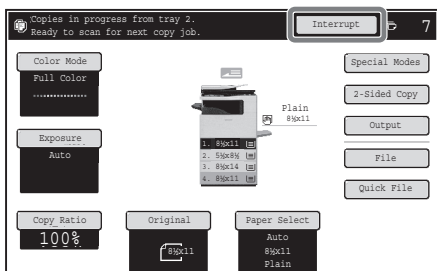 Copies in progress from tray 2.
Ready to scan for next copy job.
Interrupt
7
Color Mode
Full Color
Special Modes
2-Sided Copy
Plain
8½x11
Output
Exposure
Auto
1. 8½x11
2. 5½x8½
3. 8½x14
4. 8½x11
File
Quick File
Copy Ratio
100%
Original
8½x11
Paper Select
Auto
8½x11
Plain